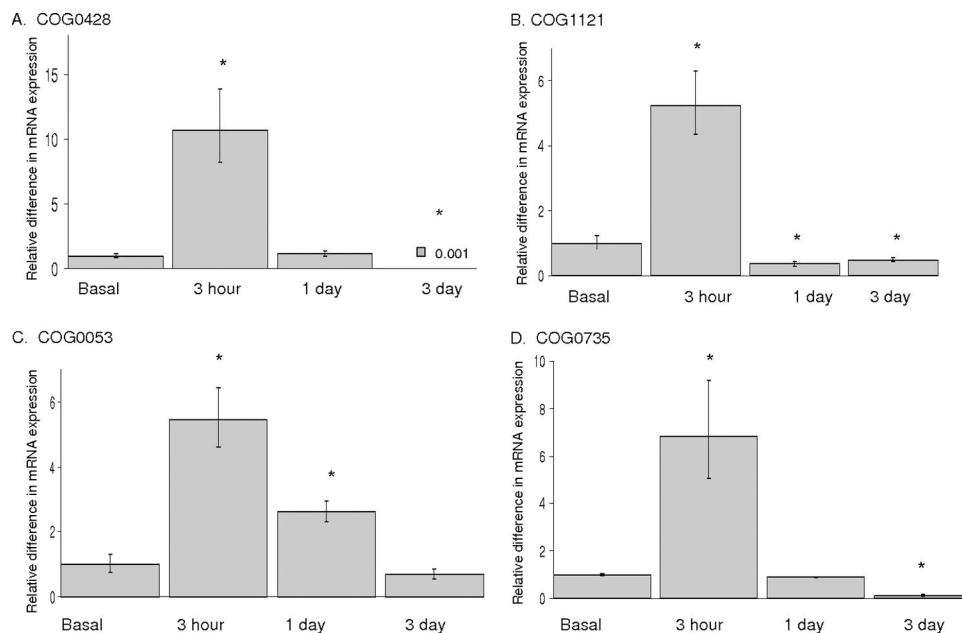 A. COG0428
Relative difference in mRNA expression
15
10
5
0
*
*
0.001
Basal 3 hour 1 day 3 day
B. COG1121
Relative difference in mRNA expression
6
4
2
0
*
*
*
Basal 3 hour 1 day 3 day
C. COG0053
Relative difference in mRNA expression
6
4
2
0
*
*
Basal 3 hour 1 day 3 day
D. COG0735
Relative difference in mRNA expression
10
8
6
4
2
0
*
*
Basal 3 hour 1 day 3 day